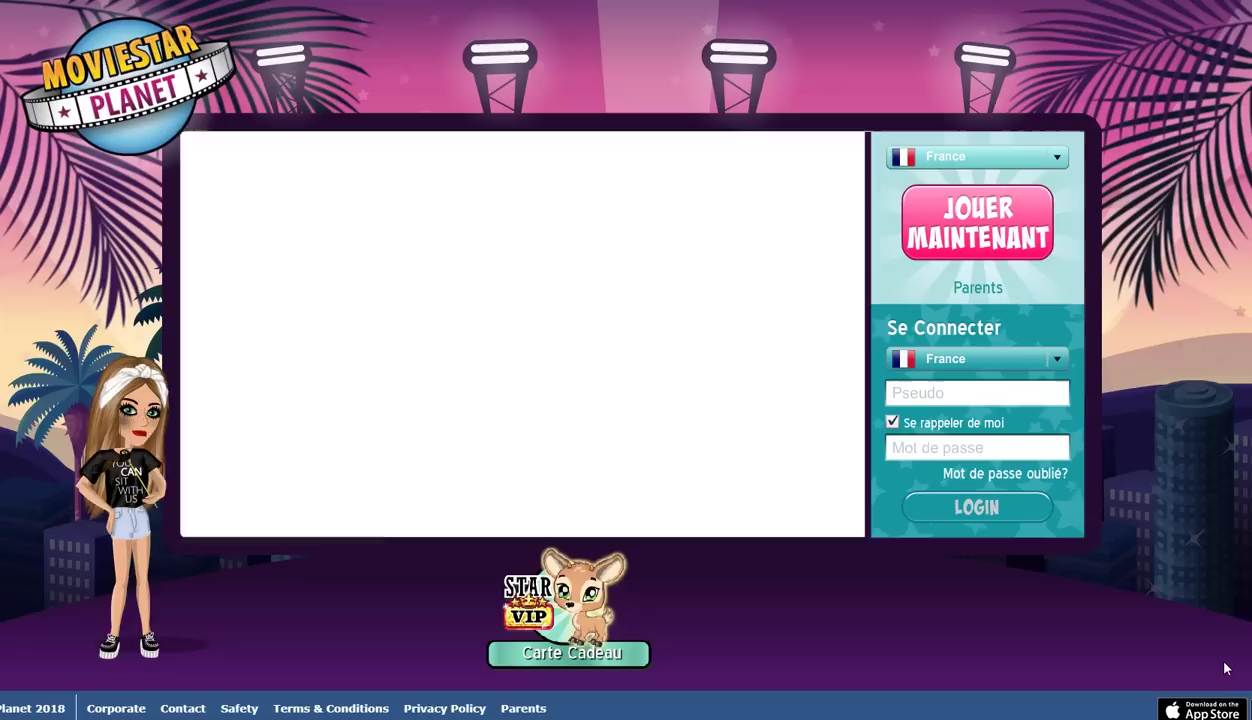 MOVIESTAR
PLANET
France
JOUER
MAINTENANT
Parents
Se Connecter
France
Pseudo
Se rappeler de moi
Mot de passe
Mot de passe oublié?
LOGIN
YOU
CAN
SIT
WITH
US
STAR
VIP
Carte Cadeau
Planet 2018 Corporate Contact Safety Terms & Conditions Privacy Policy Parents
Download on the
App Store